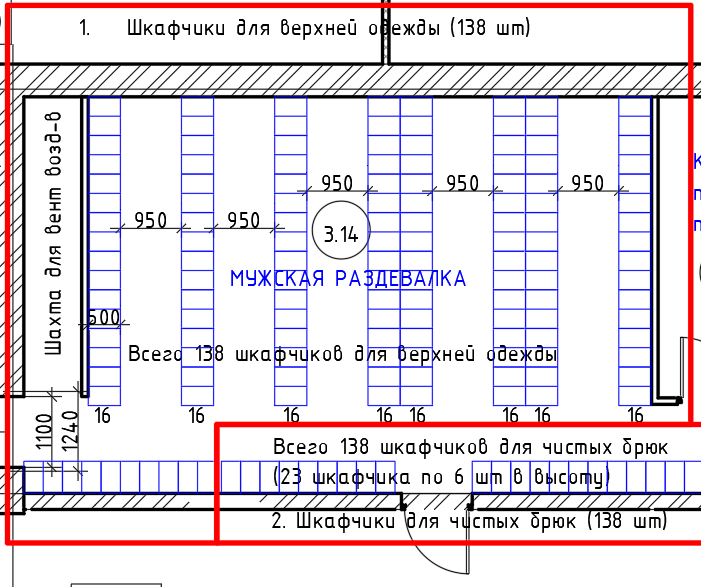 1. Шкафчики для верхней одежды (138 шт)
Шахта для вент возд-в
950
950
950
950
950
3.14
МУЖСКАЯ РАЗДЕВАЛКА
500
Всего 138 шкафчиков для верхней одежды
16
16
16
16
16
16
16
16
1100
1240
Всего 138 шкафчиков для чистых брюк
(23 шкафчика по 6 шт в высоту)
2. Шкафчики для чистых брюк (138 шт)